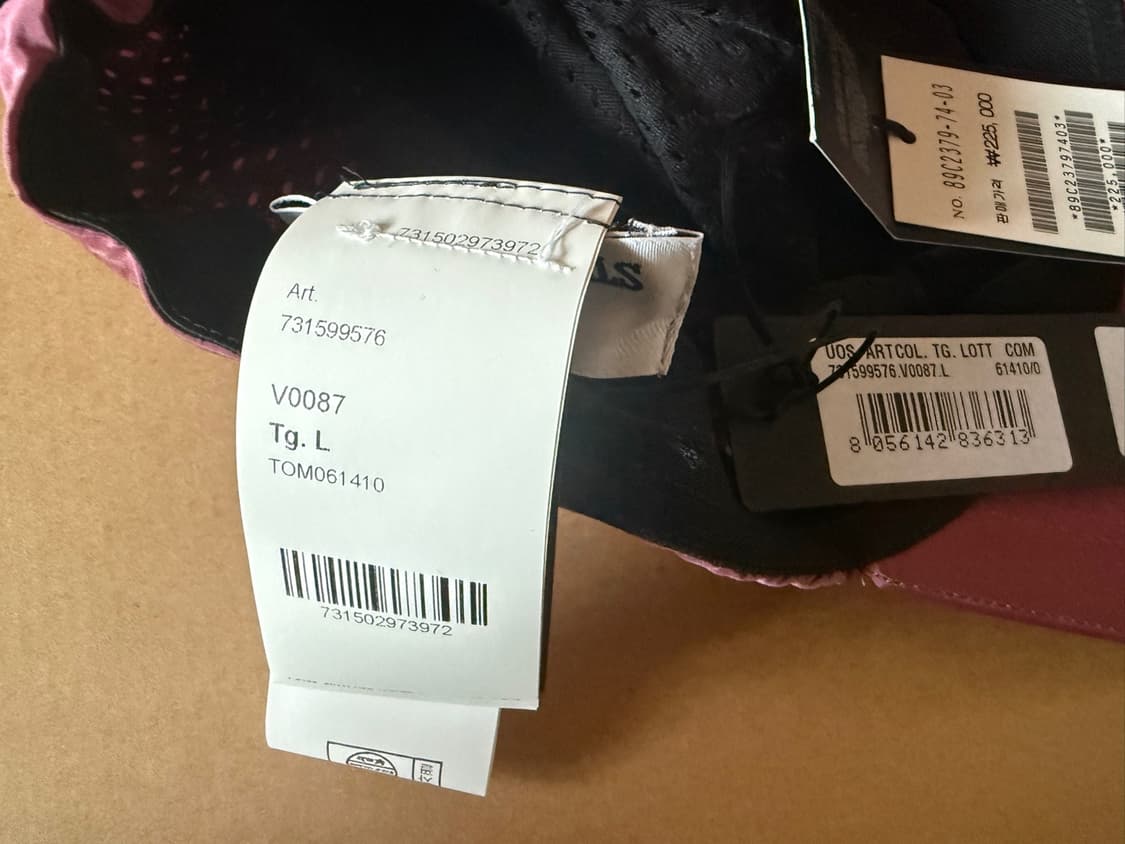 731502973972
Art.
731599576
V0087
Tg. L
TOM061410
731502973972
NO. 89C2379-74-03
판매가격 ₩225,000
*89C23797403*
*225,000*
UOS ARTCOL. TG. LOTT COM
731599576.V0087.L 61410/0
8 056142 836313